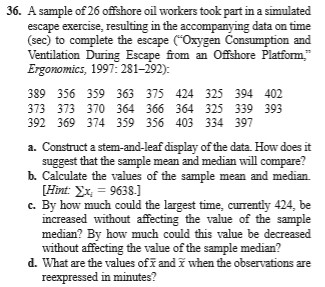 36. A sample of 26 offshore oil workers took part in a simulated
escape exercise, resulting in the accompanying data on time
(sec) to complete the escape ("Oxygen Consumption and
Ventilation During Escape from an Offshore Platform,"
Ergonomics, 1997: 281–292):
389 356 359 363 375 424 325 394 402
373 373 370 364 366 364 325 339 393
392 369 374 359 356 403 334 397
a. Construct a stem-and-leaf display of the data. How does it
suggest that the sample mean and median will compare?
b. Calculate the values of the sample mean and median.
[Hint: Σxᵢ = 9638.]
c. By how much could the largest time, currently 424, be
increased without affecting the value of the sample
median? By how much could this value be decreased
without affecting the value of the sample median?
d. What are the values of x̄ and x̃ when the observations are
reexpressed in minutes?